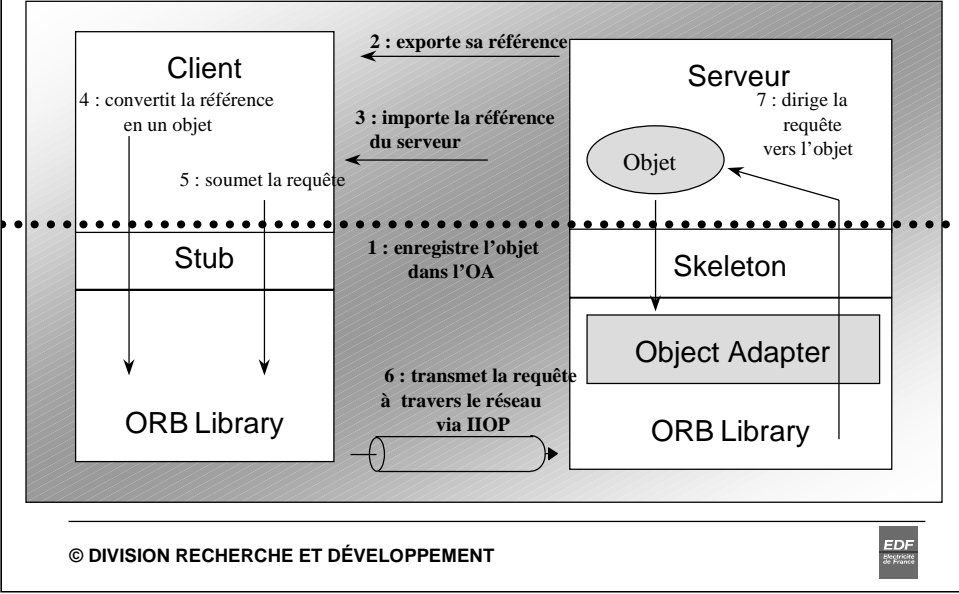 2 : exporte sa référence
Client
Serveur
4 : convertit la référence
en un objet
7 : dirige la
requête
vers l'objet
3 : importe la référence
du serveur
Objet
5 : soumet la requête
1 : enregistre l'objet
dans l'OA
Stub
Skeleton
Object Adapter
6 : transmet la requête
à travers le réseau
via IIOP
ORB Library
ORB Library
© DIVISION RECHERCHE ET DÉVELOPPEMENT
EDF
Electricité
de France